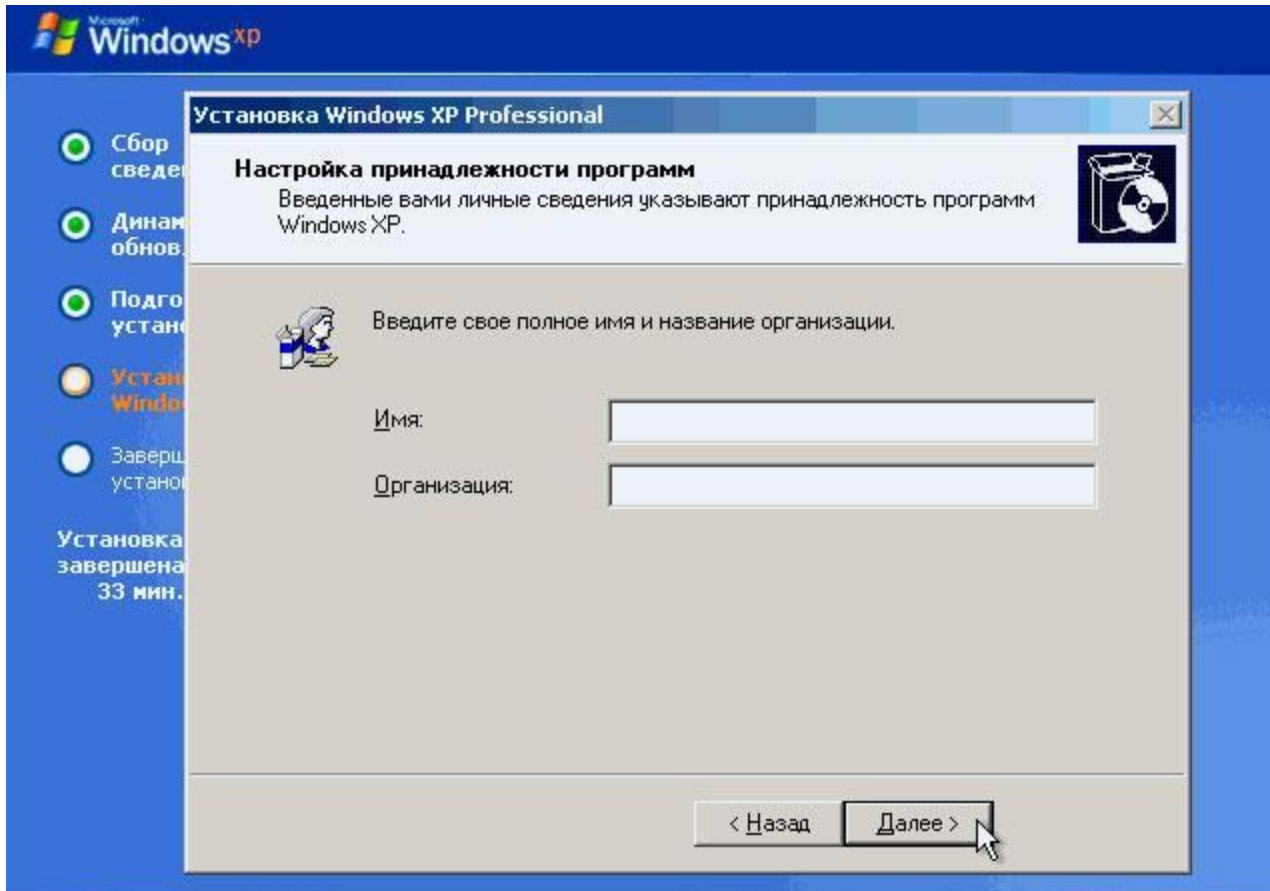 Microsoft
Windows xp
Установка Windows XP Professional
Сбор
Настройка принадлежности программ
Введенные вами личные сведения указывают принадлежность программ
Windows XP.
обнов.
Введите свое полное имя и название организации.
Имя:
Организация:
Установка
завершена
33 мин.
< Назад
Далее >